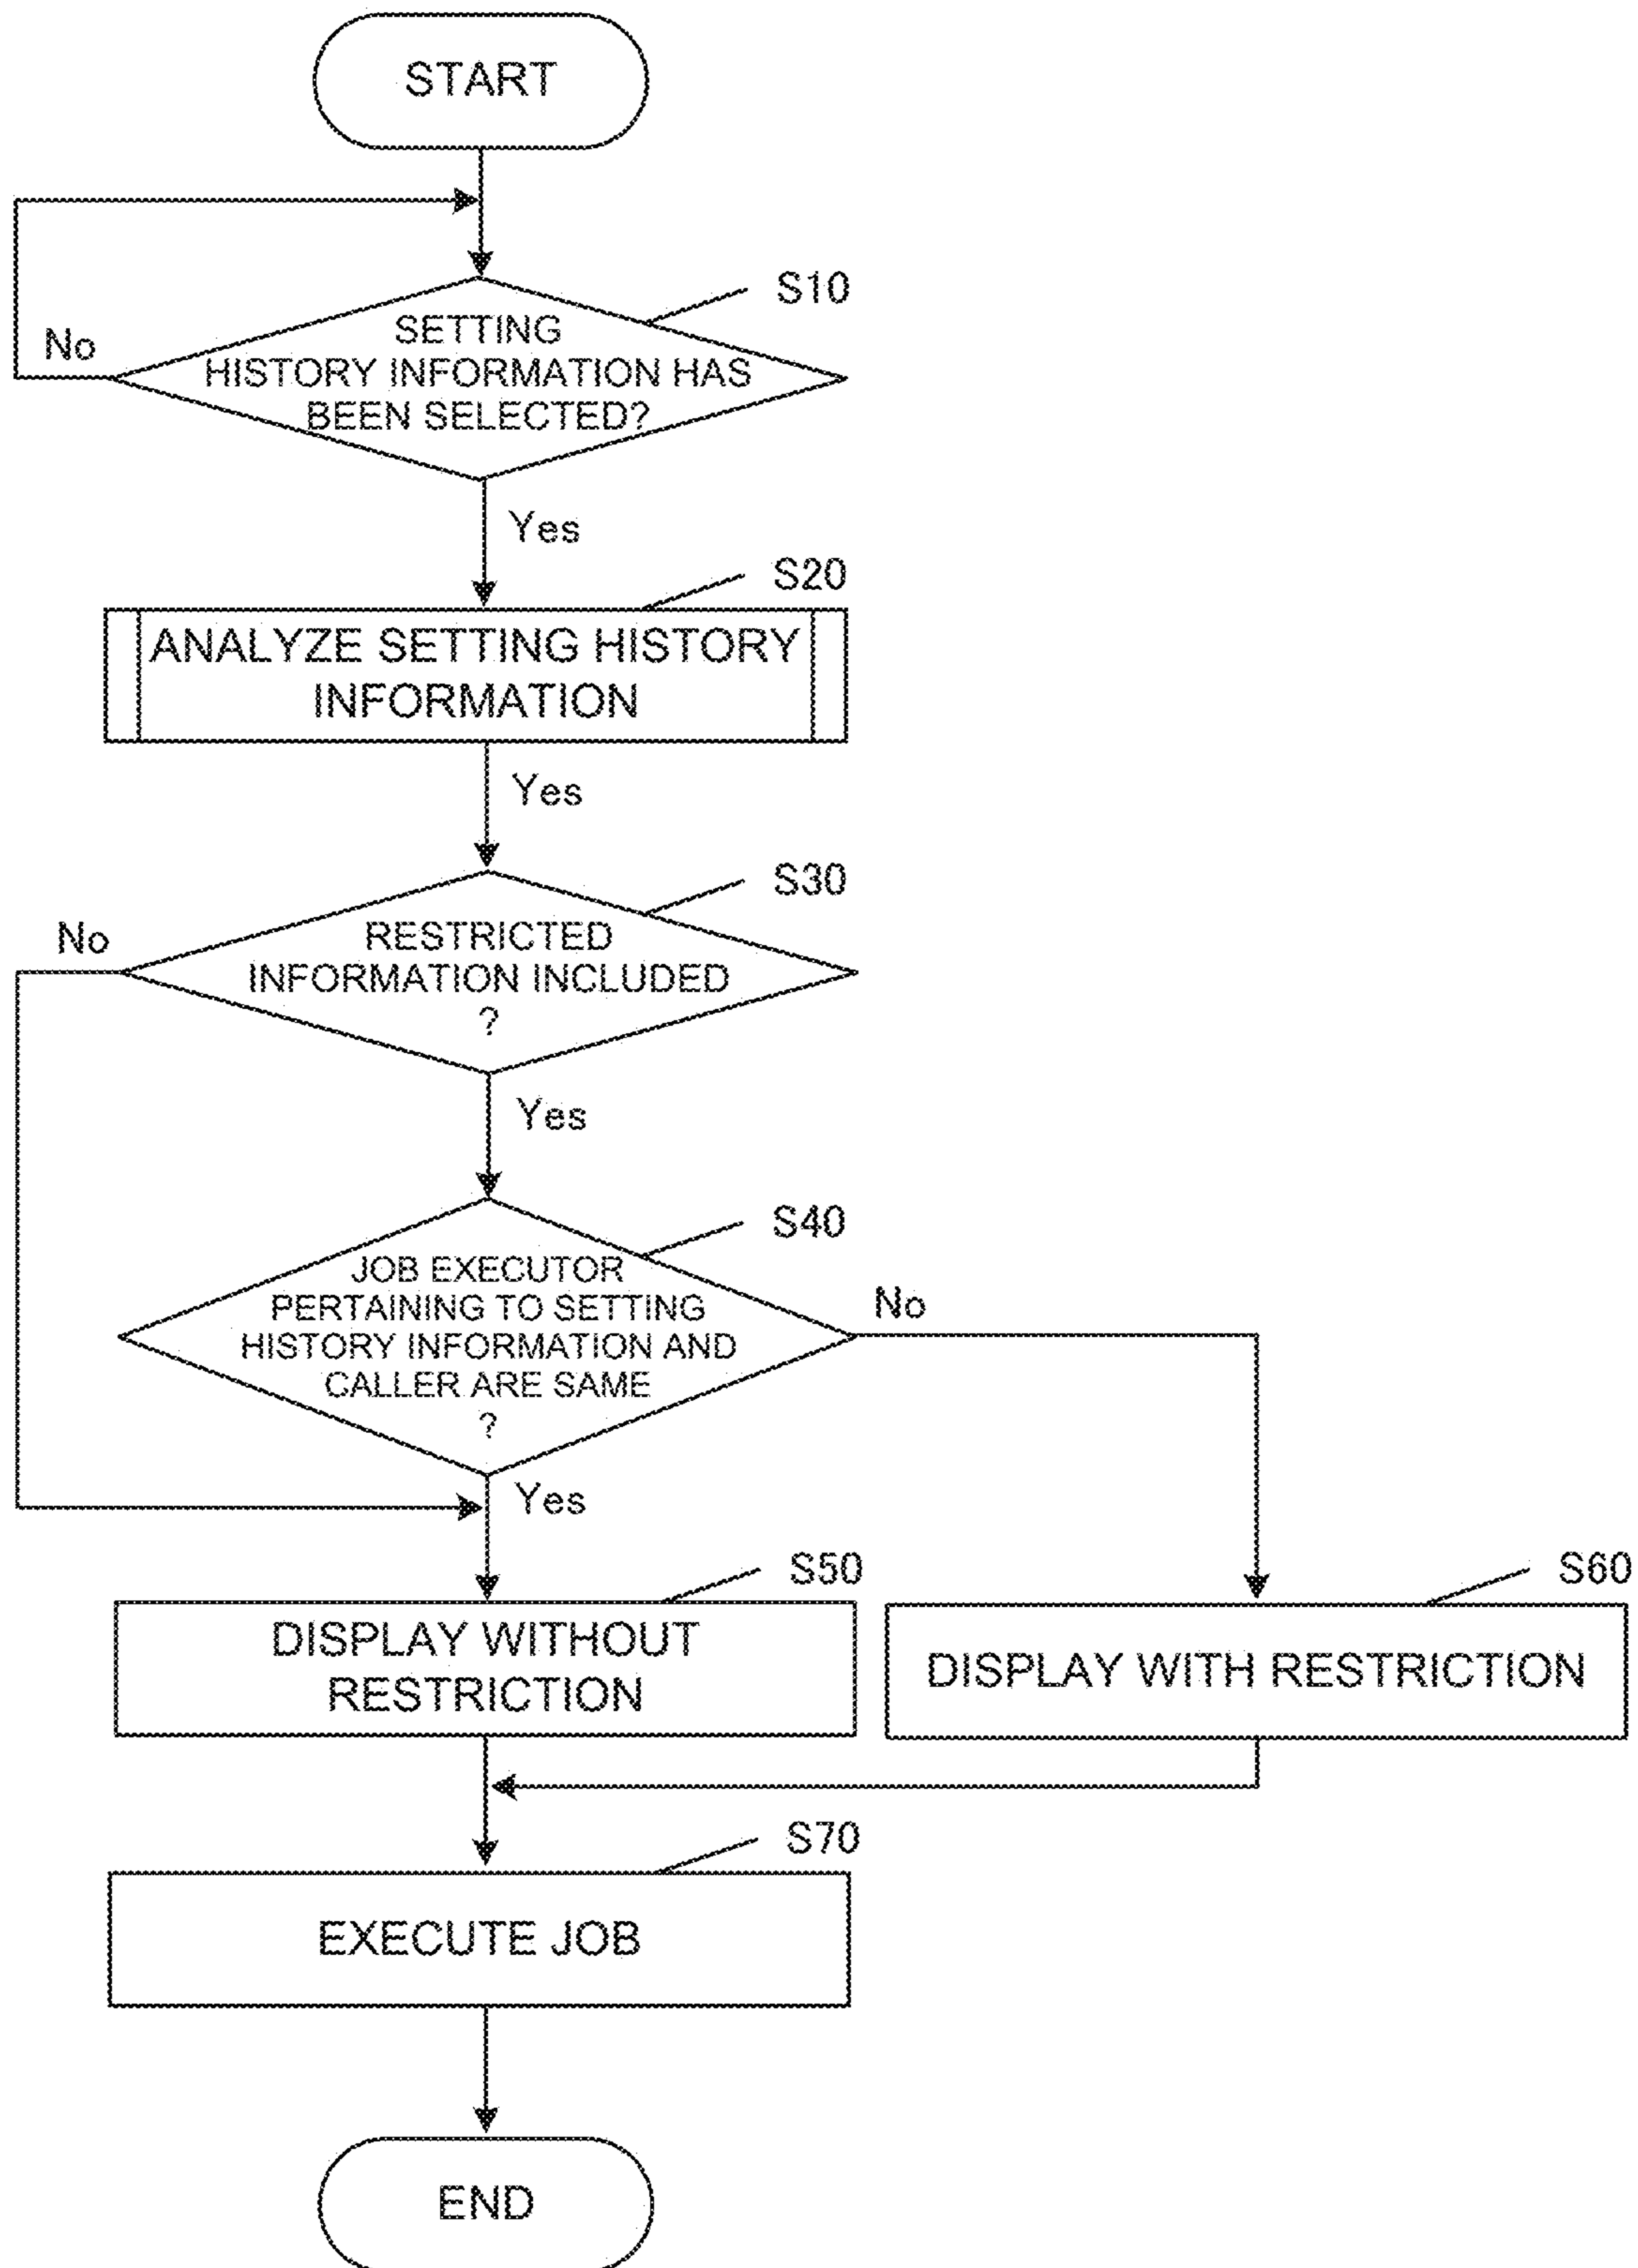 START
S10
SETTING
HISTORY INFORMATION HAS
BEEN SELECTED?
No
Yes
S20
ANALYZE SETTING HISTORY
INFORMATION
Yes
S30
RESTRICTED
INFORMATION INCLUDED
?
No
Yes
S40
JOB EXECUTOR
PERTAINING TO SETTING
HISTORY INFORMATION AND
CALLER ARE SAME
?
No
Yes
S50
DISPLAY WITHOUT
RESTRICTION
S60
DISPLAY WITH RESTRICTION
S70
EXECUTE JOB
END